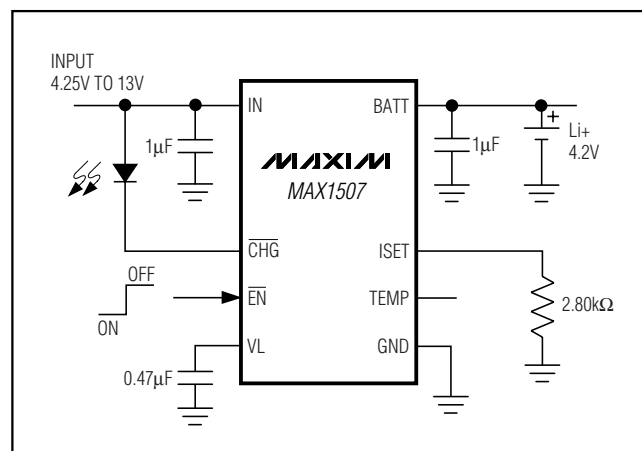 INPUT
4.25V TO 13V
IN
BATT
1μF
MAXIM
MAX1507
1μF
+
Li+
4.2V
CHG
ISET
OFF
ON
EN
TEMP
2.80kΩ
VL
GND
0.47μF